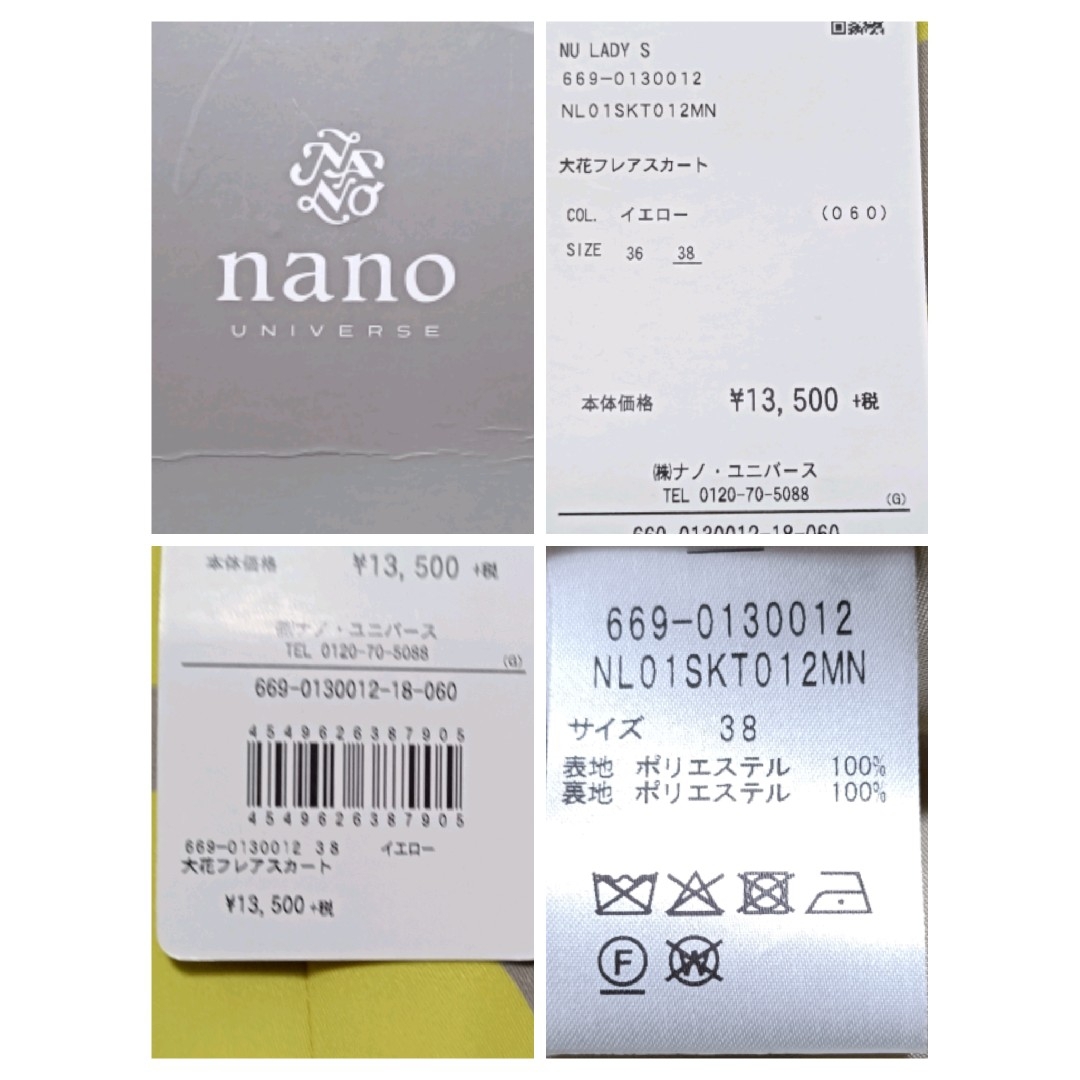 NANO
nano
UNIVERSE
NU LADY S
669-0130012
NL01SKT012MN
大花フレアスカート
COL. イエロー (060)
SIZE 36 38
本体価格 ¥13,500 +税
㈱ナノ・ユニバース
TEL 0120-70-5088 (G)
669-0130012-18-060
本体価格 ¥13,500 +税
㈱ナノ・ユニバース
TEL 0120-70-5088 (G)
669-0130012-18-060
4549626387905
4549626387905
669-0130012 38 イエロー
大花フレアスカート
¥13,500+税
669-0130012
NL01SKT012MN
サイズ 38
表地 ポリエステル 100%
裏地 ポリエステル 100%
F W